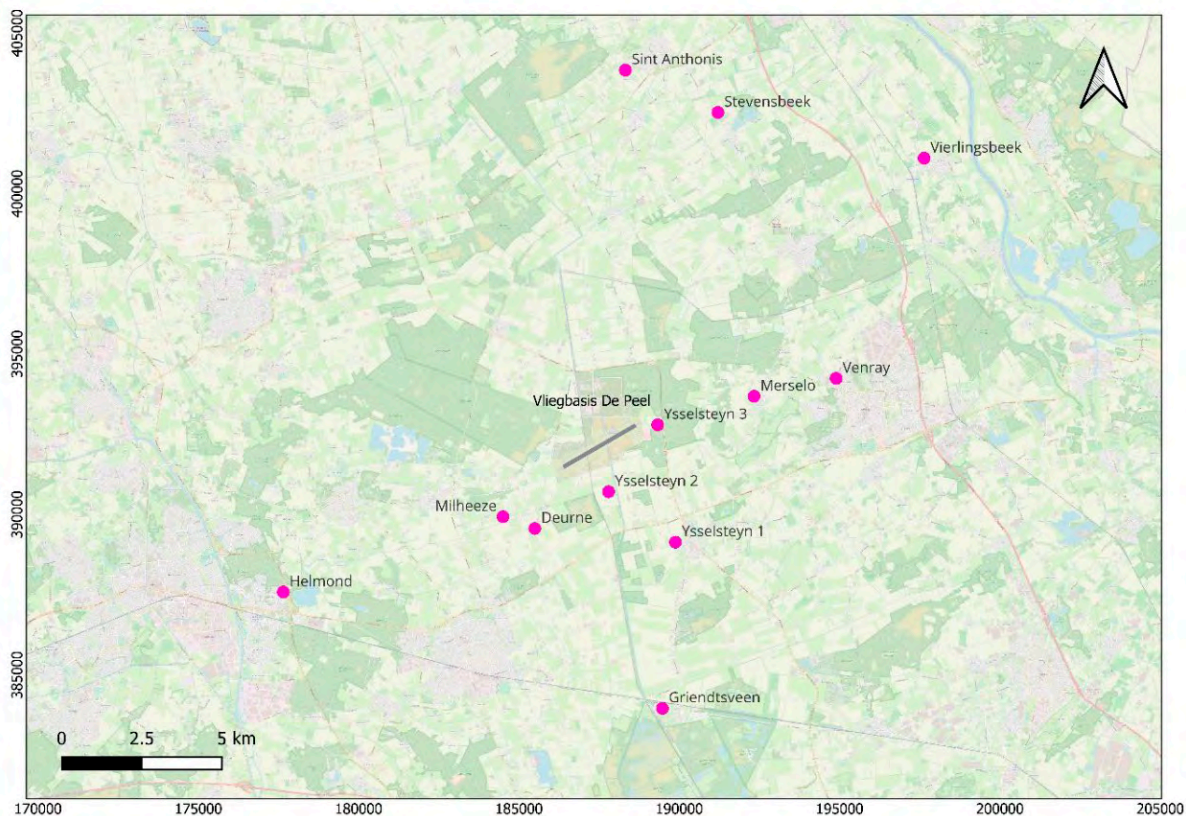 405000
400000
395000
390000
385000
Sint Anthonis
Stevensbeek
Vierlingsbeek
Venray
Merselo
Vliegbasis De Peel
Ysselsteyn 3
Ysselsteyn 2
Milheeze
Deurne
Ysselsteyn 1
Helmond
Griendtsveen
0 2.5 5 km
170000 175000 180000 185000 190000 195000 200000 205000